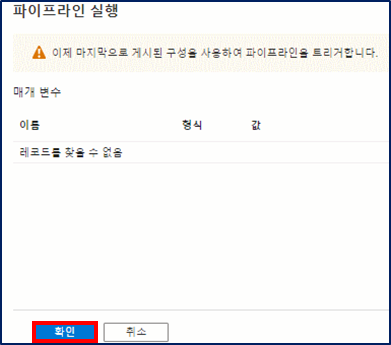 파이프라인 실행
이제 마지막으로 게시된 구성을 사용하여 파이프라인을 트리거합니다.
매개 변수
이름 형식 값
레코드를 찾을 수 없음
확인 취소